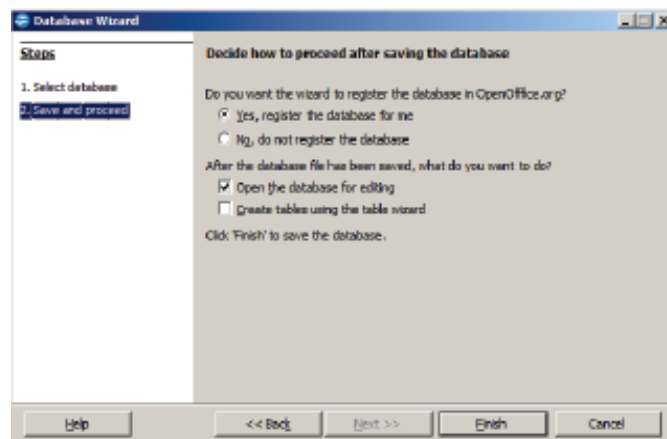 Database Wizard
Steps
1. Select database
2. Save and proceed
Decide how to proceed after saving the database
Do you want the wizard to register the database in OpenOffice.org?
Yes, register the database for me
No, do not register the database
After the database file has been saved, what do you want to do?
Open the database for editing
Create tables using the table wizard
Click 'Finish' to save the database.
Help
<< Back
Next >>
Finish
Cancel